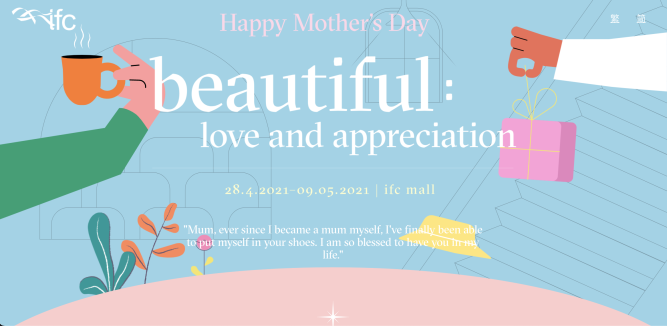 ifc
繁 简
Happy Mother's Day
beautiful:
love and appreciation
28.4.2021–09.05.2021 | ifc mall
"Mum, ever since I became a mum myself, I've finally been able
to put myself in your shoes. I am so blessed to have you in my
life."